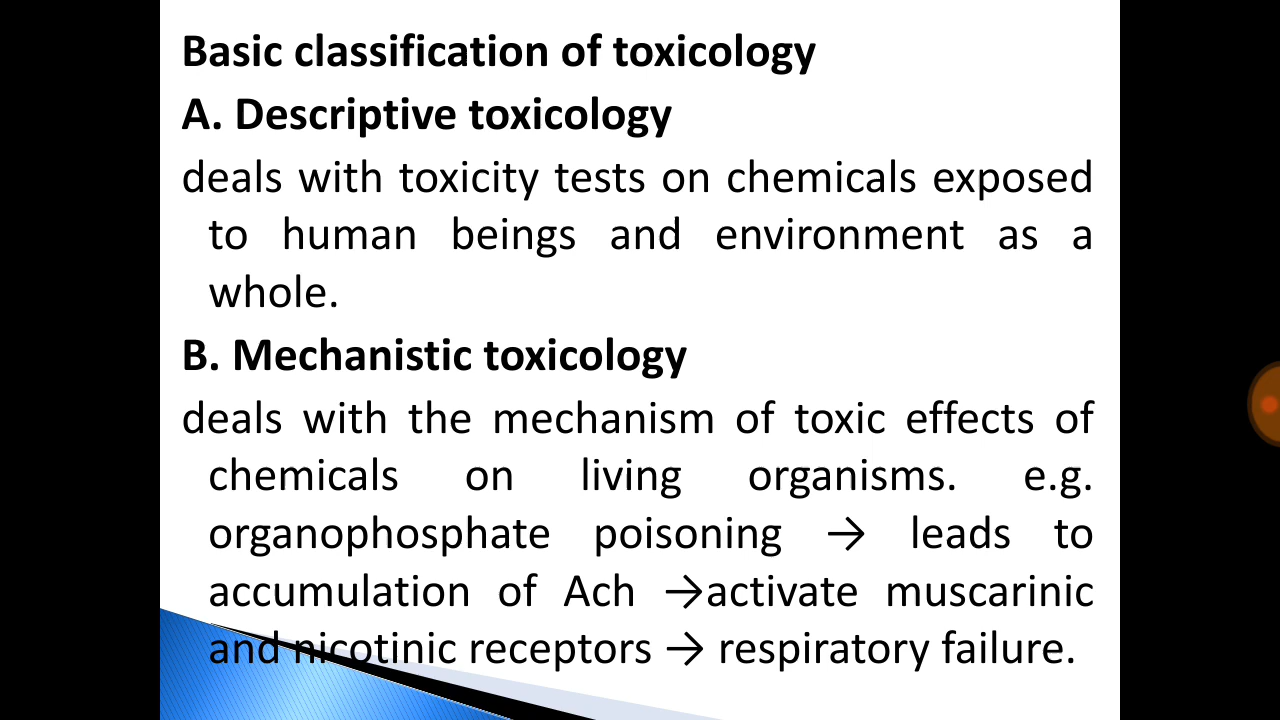 Basic classification of toxicology
A. Descriptive toxicology
deals with toxicity tests on chemicals exposed
to human beings and environment as a
whole.
B. Mechanistic toxicology
deals with the mechanism of toxic effects of
chemicals on living organisms. e.g.
organophosphate poisoning → leads to
accumulation of Ach →activate muscarinic
and nicotinic receptors → respiratory failure.